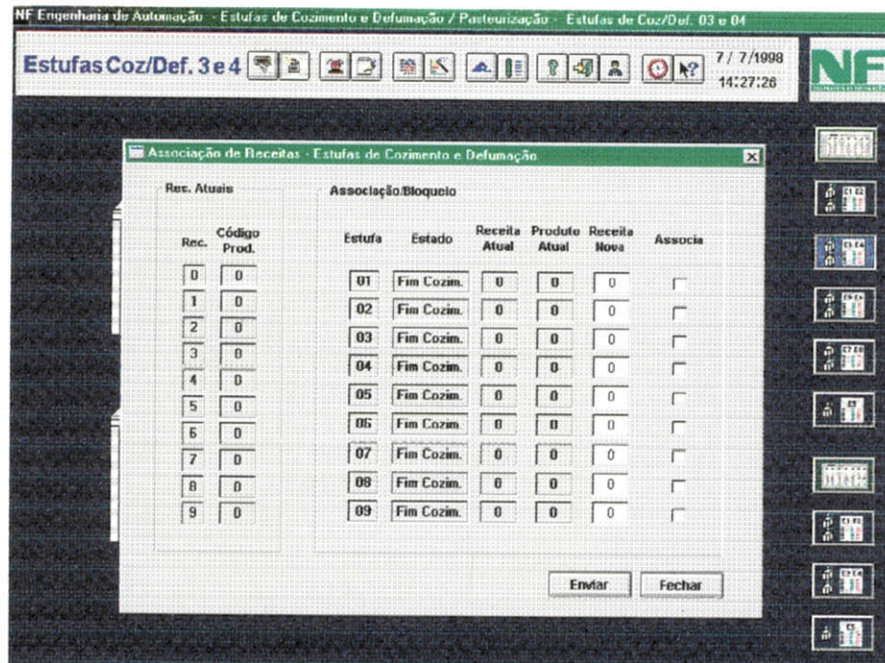 NF Engenharia de Automação - Estufas de Cozimento e Defumação / Pasteurização - Estufas de Coz/Def. 03 e 04
Estufas Coz/Def. 3 e 4
7/ 7/1998
14:27:26
NF
Associação de Receitas - Estufas de Cozimento e Defumação
Rec. Atuais
Associação/Bloqueio
Rec. Código Prod.
Estufa Estado Receita Atual Produto Atual Receita Nova Associa
0 0
1 0
2 0
3 0
4 0
5 0
6 0
7 0
8 0
9 0
01 Fim Cozim. 0 0 0
02 Fim Cozim. 0 0 0
03 Fim Cozim. 0 0 0
04 Fim Cozim. 0 0 0
05 Fim Cozim. 0 0 0
06 Fim Cozim. 0 0 0
07 Fim Cozim. 0 0 0
08 Fim Cozim. 0 0 0
09 Fim Cozim. 0 0 0
Enviar Fechar